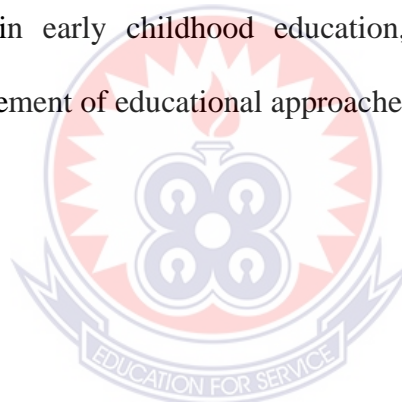 in early childhood education,
ement of educational approache
EDUCATION FOR SERVICE